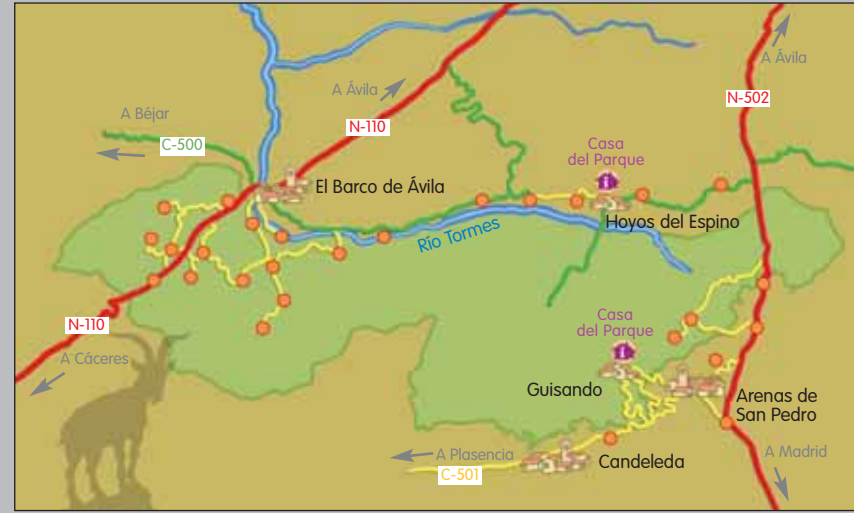 A Ávila
A Ávila
N-502
A Béjar
N-110
C-500
Casa
del Parque
El Barco de Ávila
Hoyos del Espino
Río Tormes
N-110
Casa
del Parque
A Cáceres
Guisando
Arenas de
San Pedro
A Plasencia
A Madrid
Candeleda
C-501